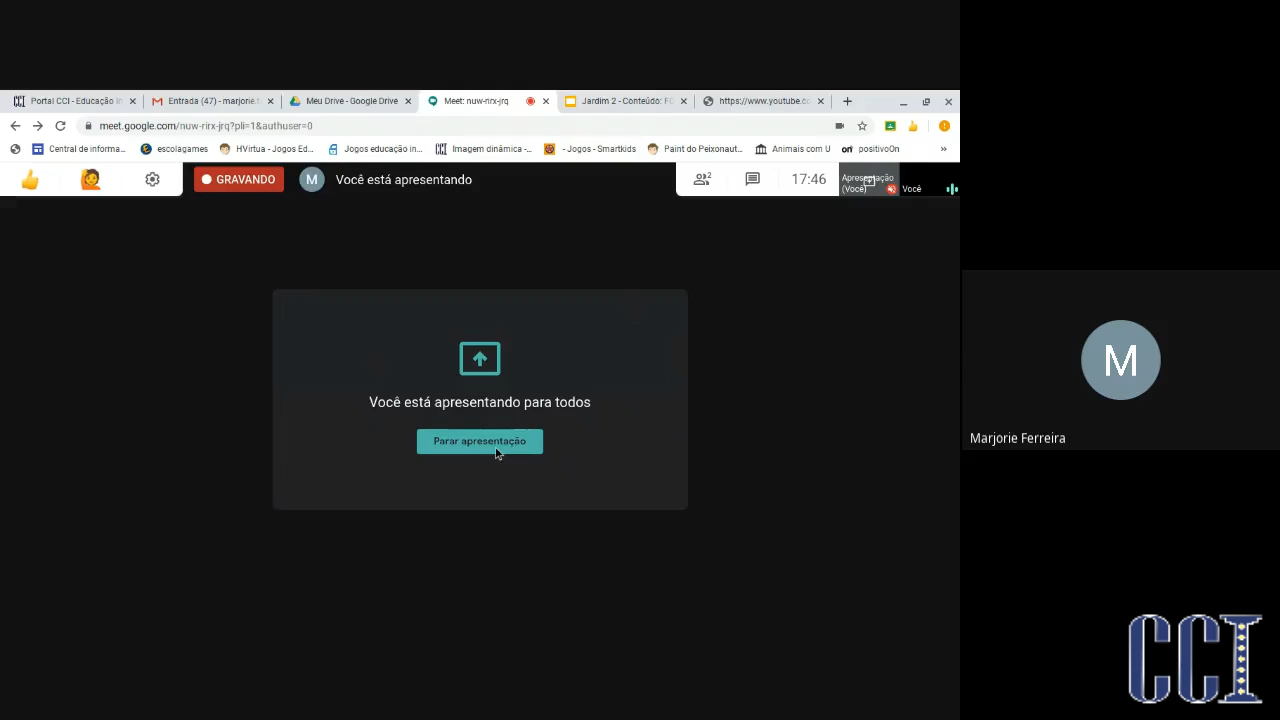 Portal CCI - Educação In
Entrada (47) - marjorie.f
Meu Drive - Google Drive
Meet: nuw-rirx-jrq
Jardim 2 - Conteúdo: F
https://www.youtube.co
meet.google.com/nuw-rirx-jrq?pli=1&authuser=0
Central de informa...
escolagames
HVirtua - Jogos Ed...
Jogos educação in...
Imagem dinâmica -...
- Jogos - Smartkids
Paint do Peixonaut...
Animais com U
on
positivoOn
»
GRAVANDO
M
Você está apresentando
2
17:46
Apresentação
(Você)
Você
Você está apresentando para todos
Parar apresentação
M
Marjorie Ferreira
CCI